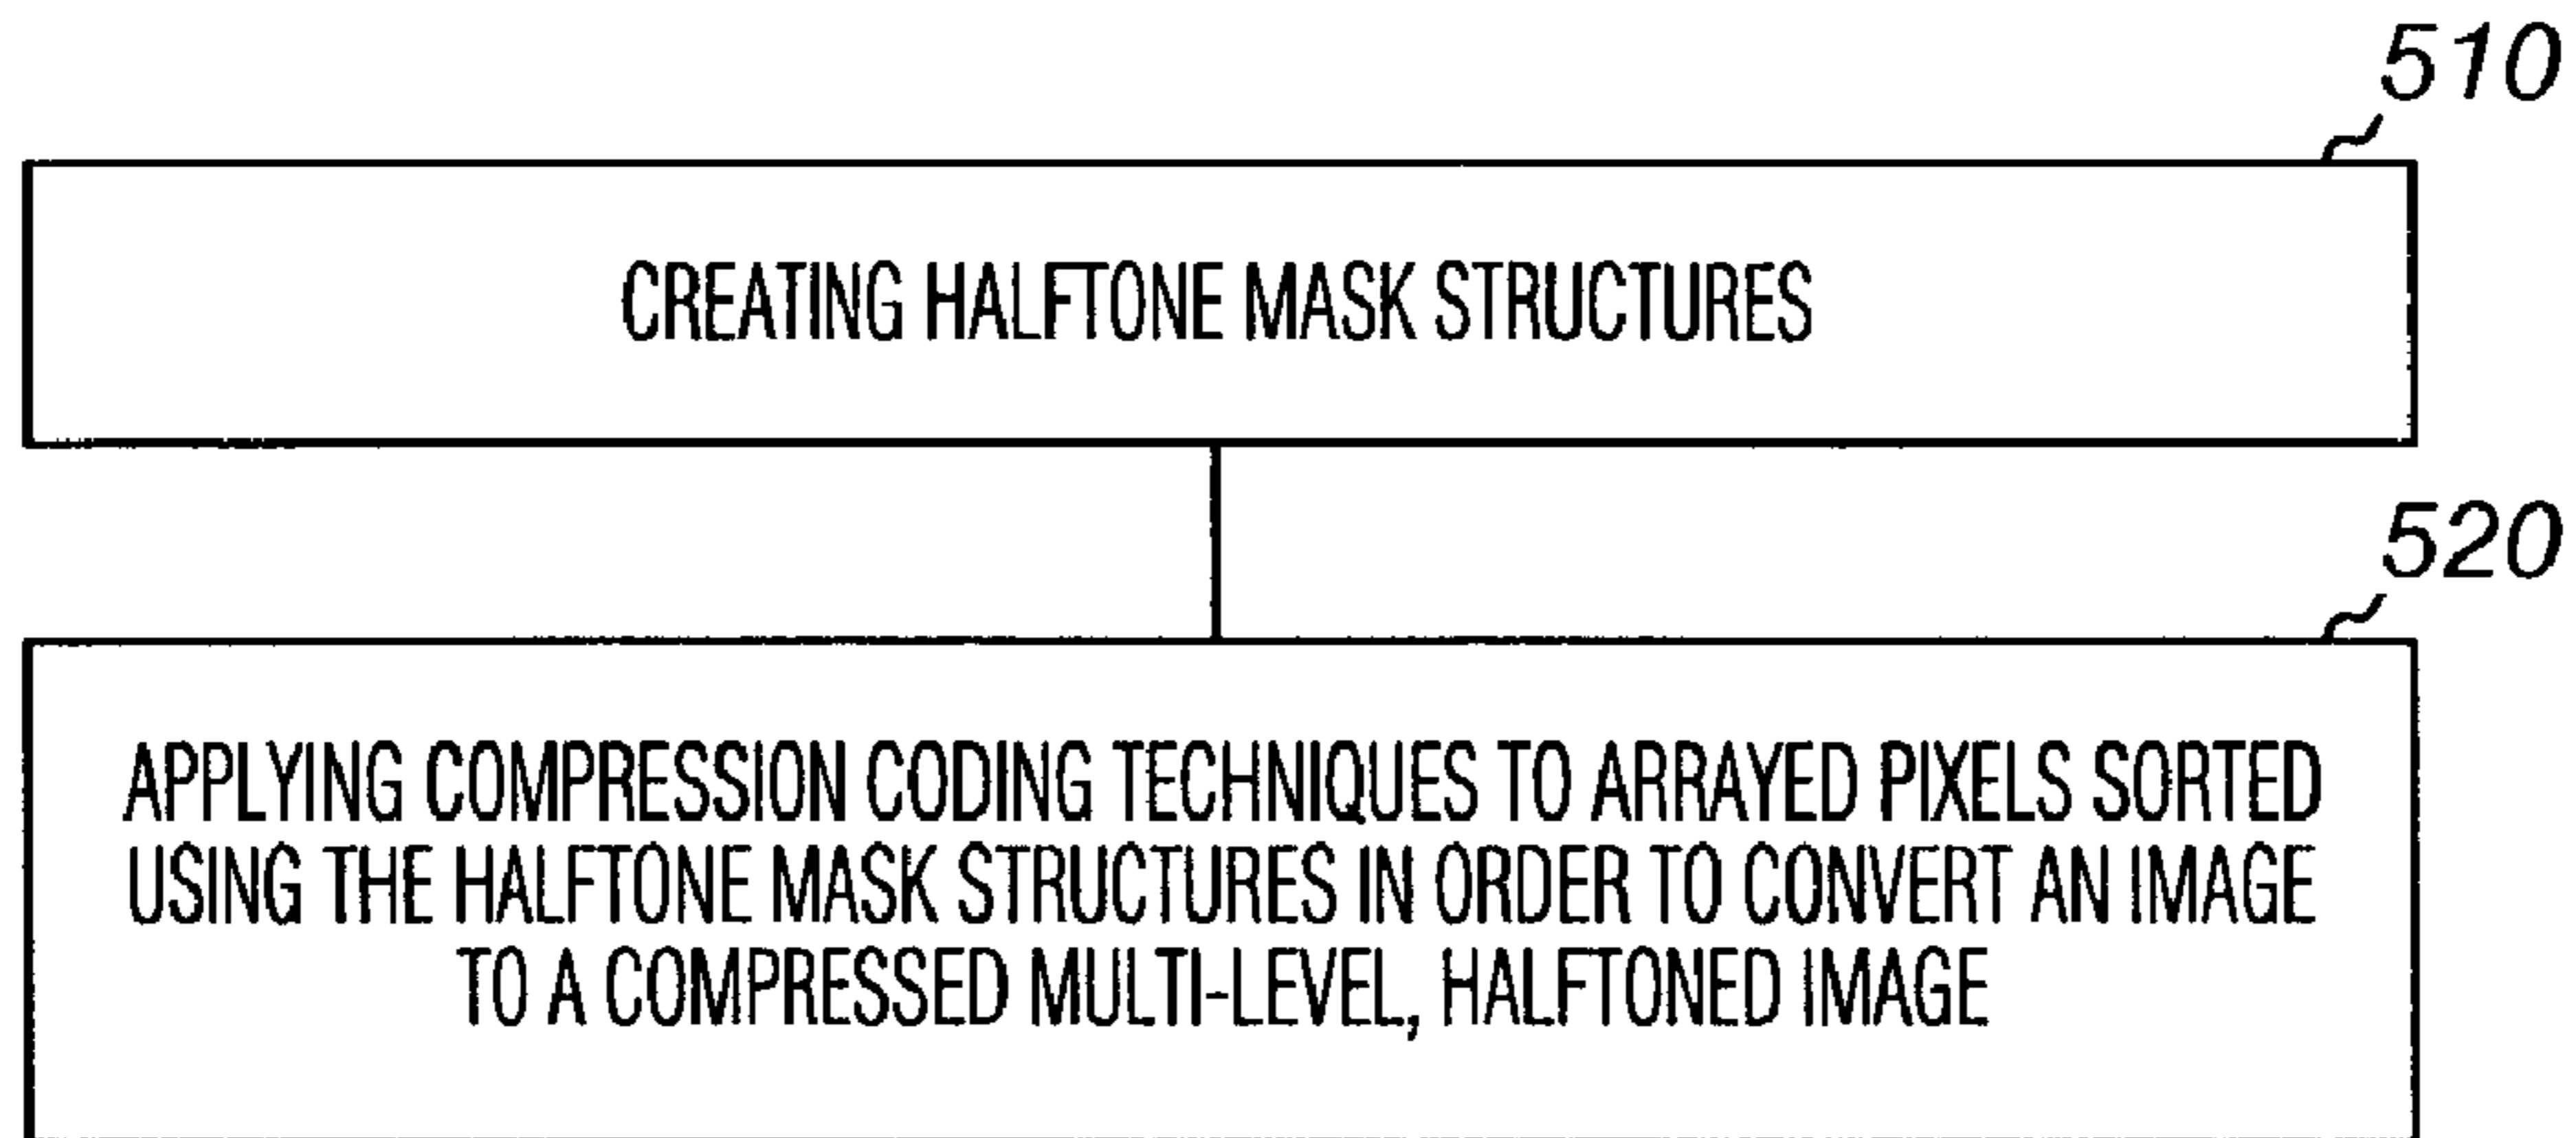 510
CREATING HALFTONE MASK STRUCTURES
520
APPLYING COMPRESSION CODING TECHNIQUES TO ARRAYED PIXELS SORTED
USING THE HALFTONE MASK STRUCTURES IN ORDER TO CONVERT AN IMAGE
TO A COMPRESSED MULTI-LEVEL, HALFTONED IMAGE